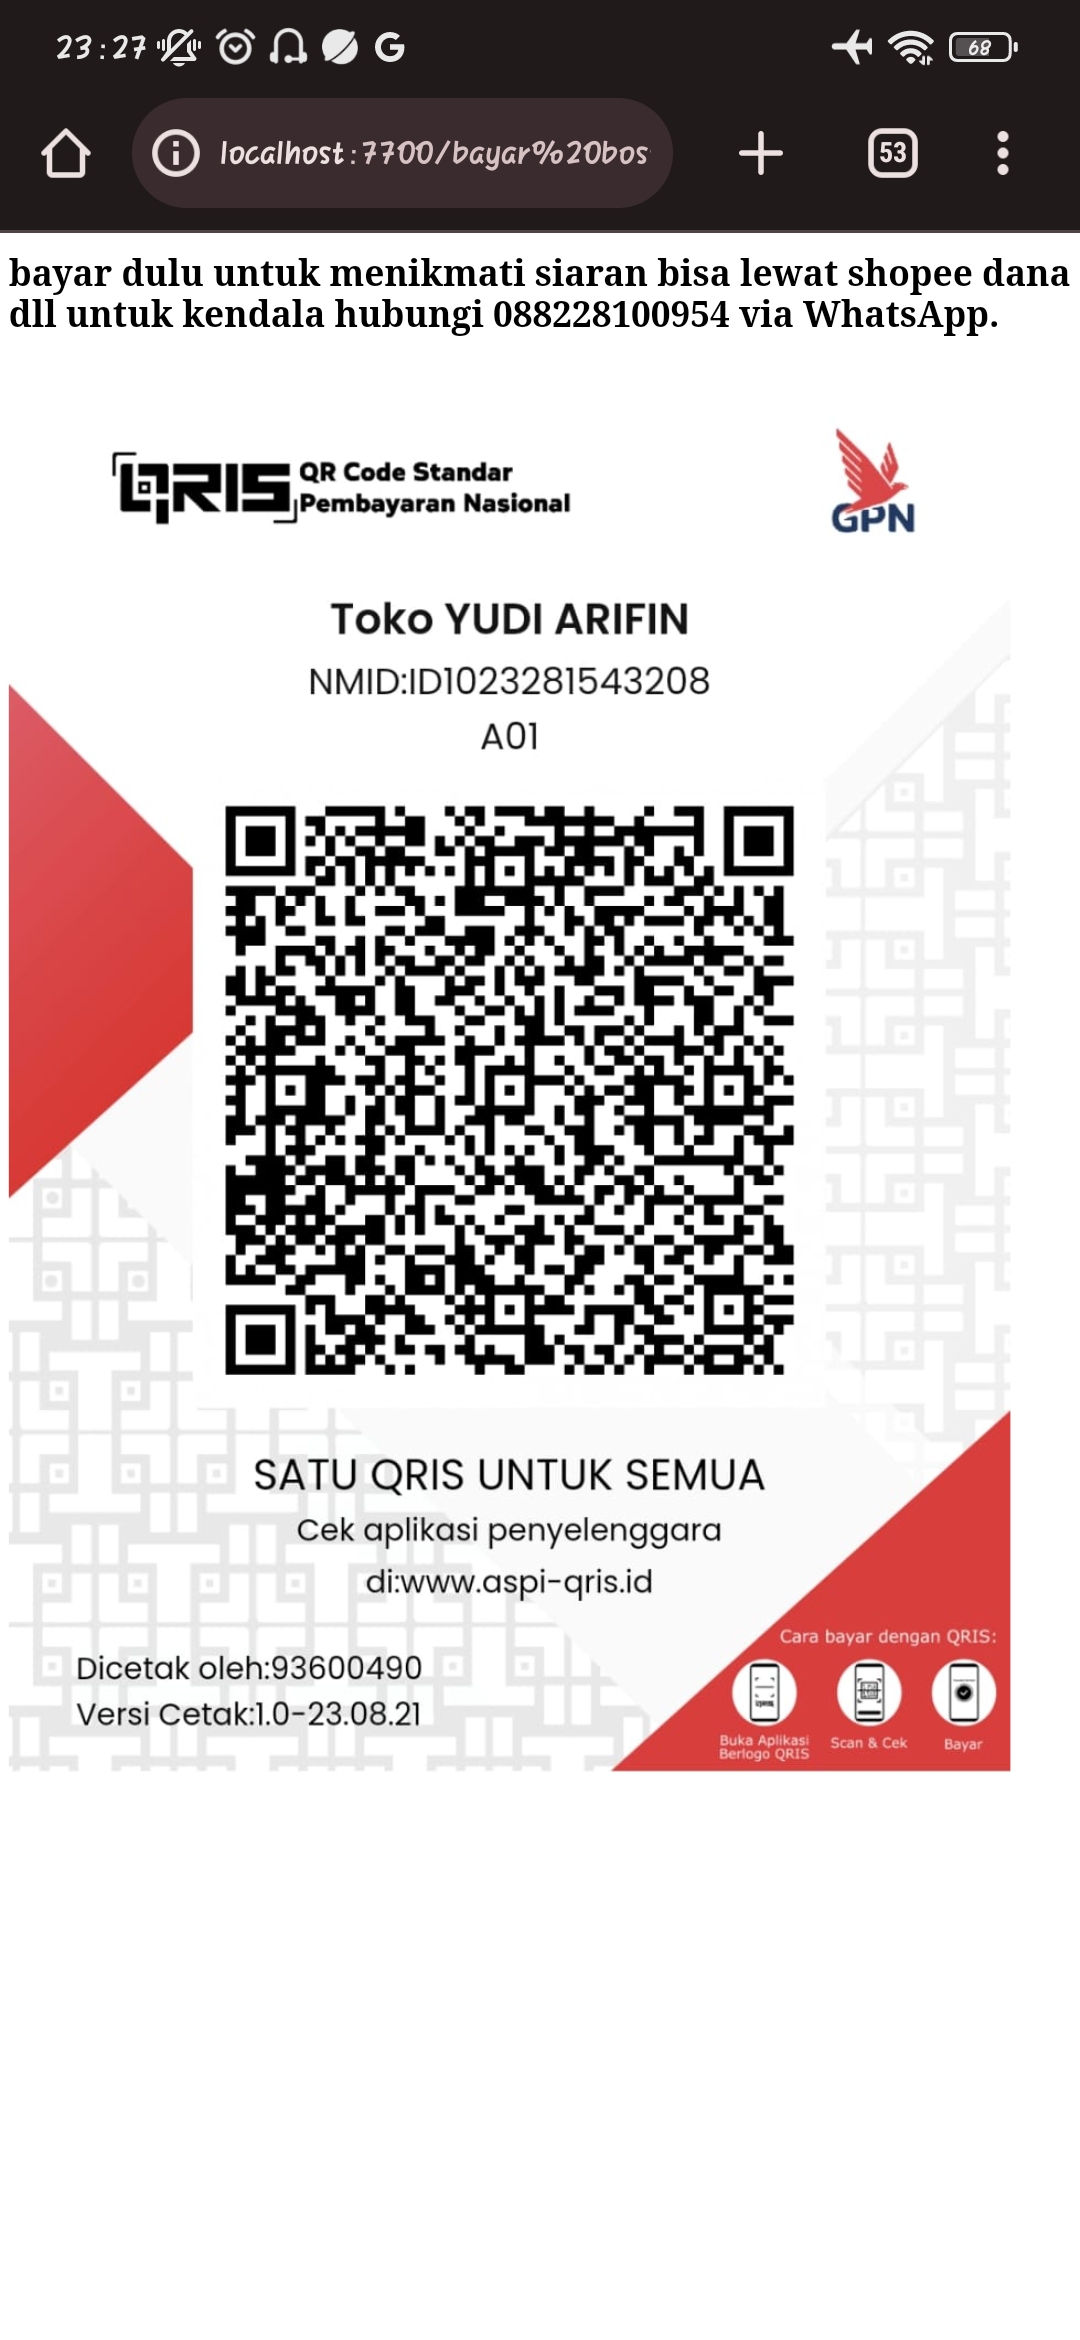 23:27
68
localhost:7700/bayar%20bos
53
bayar dulu untuk menikmati siaran bisa lewat shopee dana
dll untuk kendala hubungi 088228100954 via WhatsApp.
QRIS
QR Code Standar
Pembayaran Nasional
GPN
Toko YUDI ARIFIN
NMID:ID1023281543208
A01
SATU QRIS UNTUK SEMUA
Cek aplikasi penyelenggara
di:www.aspi-qris.id
Dicetak oleh:93600490
Versi Cetak:1.0-23.08.21
Cara bayar dengan QRIS:
Buka Aplikasi
Berlogo QRIS
Scan & Cek
Bayar